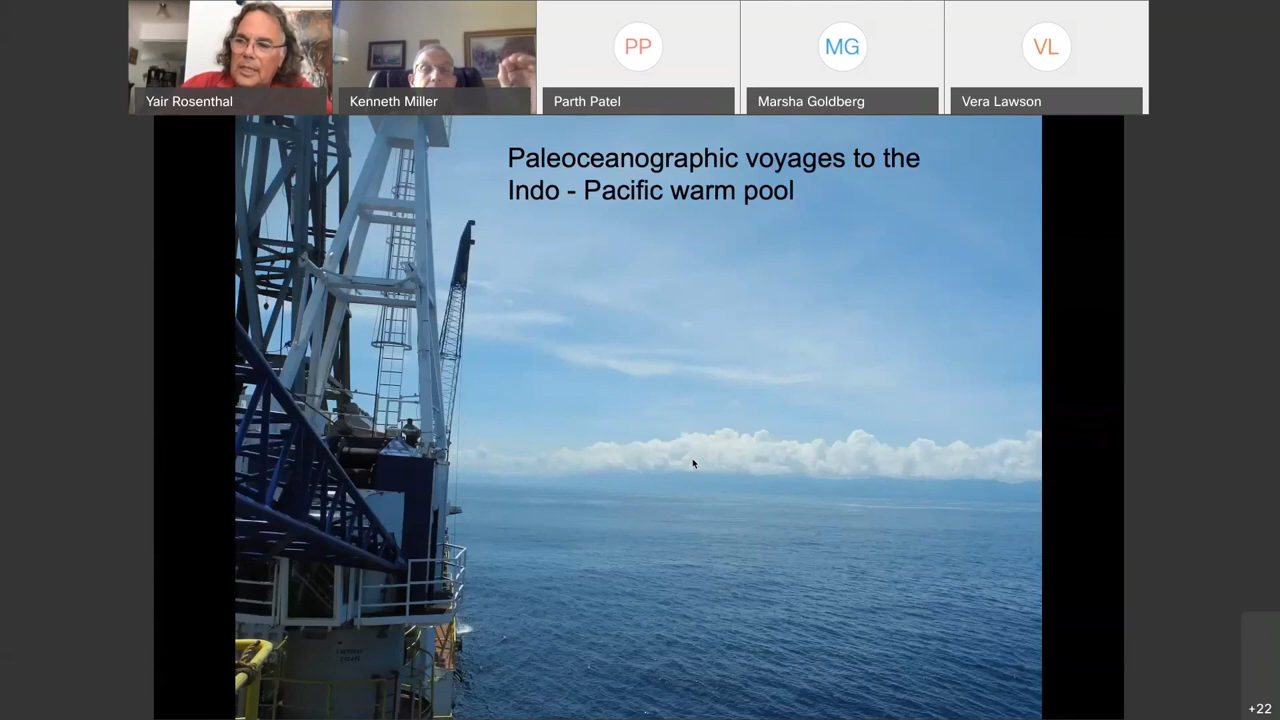 Yair Rosenthal
Kenneth Miller
PP
Parth Patel
MG
Marsha Goldberg
VL
Vera Lawson
Paleoceanographic voyages to the
Indo - Pacific warm pool
+22